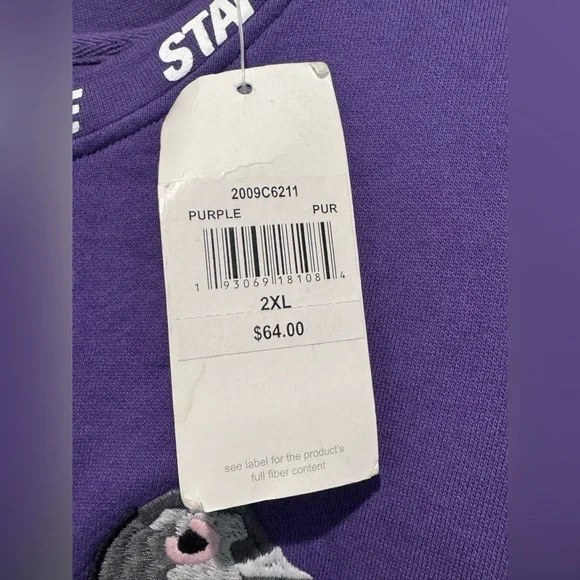 STA
E
2009C6211
PURPLE PUR
1 93069 18108 4
2XL
$64.00
see label for the product's
full fiber content